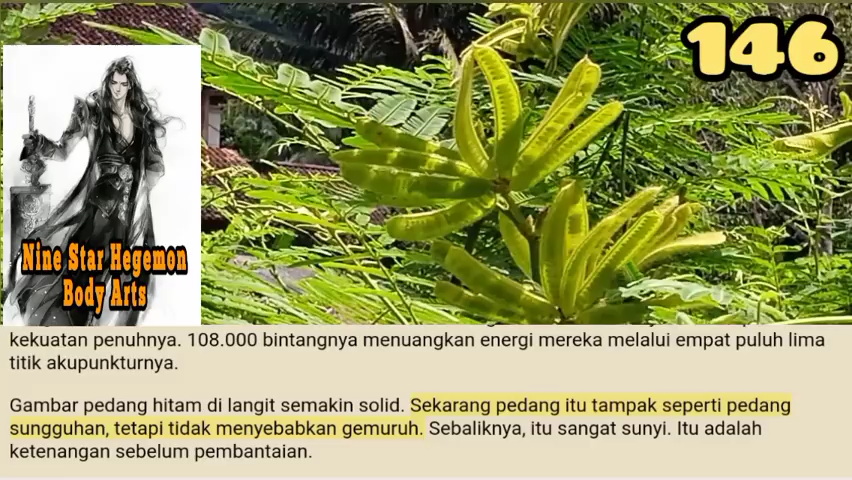 146
Nine Star Hegemon
Body Arts
kekuatan penuhnya. 108.000 bintangnya menuangkan energi mereka melalui empat puluh lima
titik akupunkturnya.
Gambar pedang hitam di langit semakin solid. Sekarang pedang itu tampak seperti pedang
sungguhan, tetapi tidak menyebabkan gemuruh. Sebaliknya, itu sangat sunyi. Itu adalah
ketenangan sebelum pembantaian.